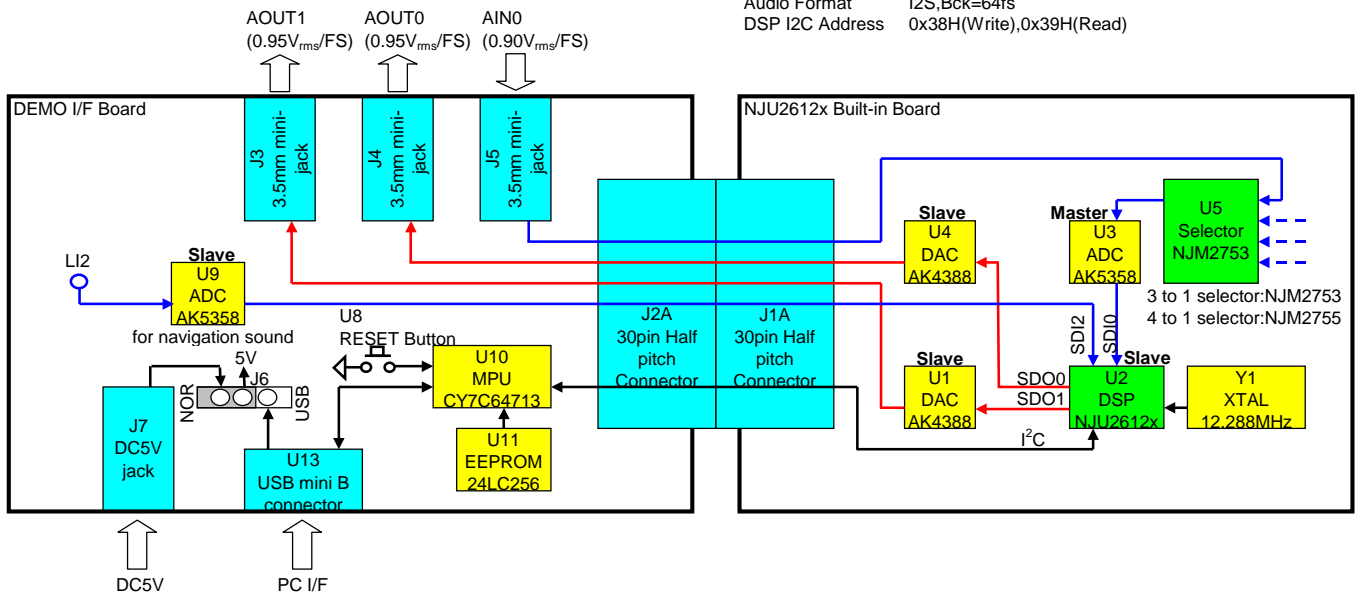 Audio Format I2S,Bck=64fs
DSP I2C Address 0x38H(Write),0x39H(Read)
AOUT1
(0.95Vrms/FS)
AOUT0
(0.95Vrms/FS)
AIN0
(0.90Vrms/FS)
DEMO I/F Board
J3
3.5mm mini-
jack
J4
3.5mm mini-
jack
J5
3.5mm mini-
jack
LI2
Slave
U9
ADC
AK5358
for navigation sound
U8
RESET Button
5V
J6
NOR
USB
J7
DC5V
jack
U13
USB mini B
connector
U10
MPU
CY7C64713
U11
EEPROM
24LC256
J2A
30pin Half
pitch
Connector
DC5V
PC I/F
NJU2612x Built-in Board
J1A
30pin Half
pitch
Connector
Slave
U4
DAC
AK4388
Master
U3
ADC
AK5358
U5
Selector
NJM2753
3 to 1 selector:NJM2753
4 to 1 selector:NJM2755
Slave
U1
DAC
AK4388
SDO0
SDO1
SDI2
SDI0
Slave
U2
DSP
NJU2612x
Y1
XTAL
12.288MHz
I²C